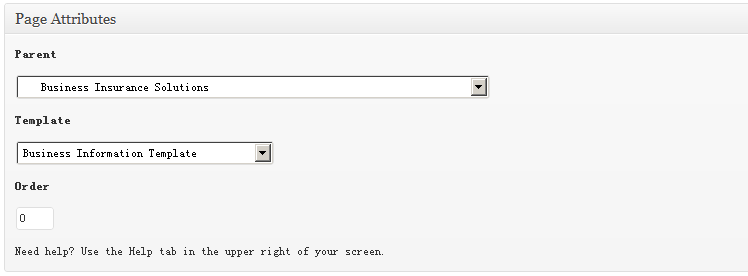 Page Attributes
Parent
Business Insurance Solutions
Template
Business Information Template
Order
0
Need help? Use the Help tab in the upper right of your screen.